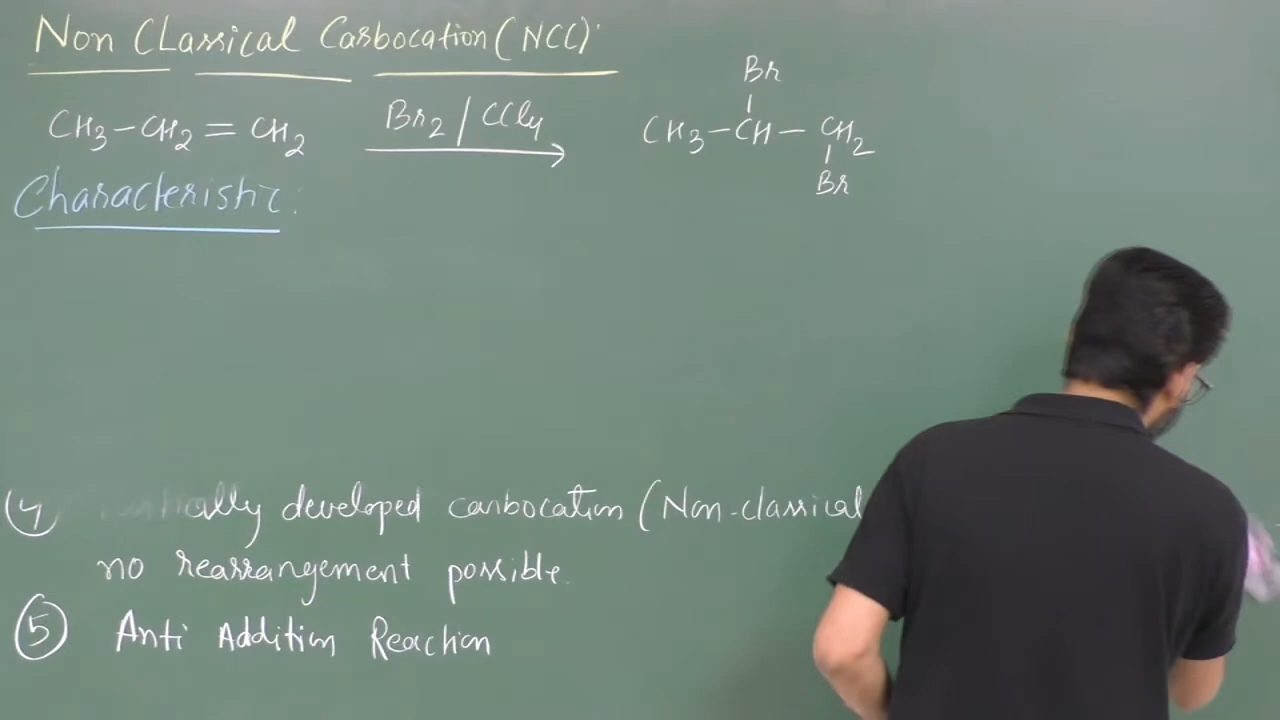 Non Classical Carbocation (NCC):
Br
CH3-CH2=CH2 Br2/CCl4 CH3-CH-CH2
Br
Characteristic:
(4) developed carbocation (Non-classical
no rearrangement possible.
(5) Anti Addition Reaction